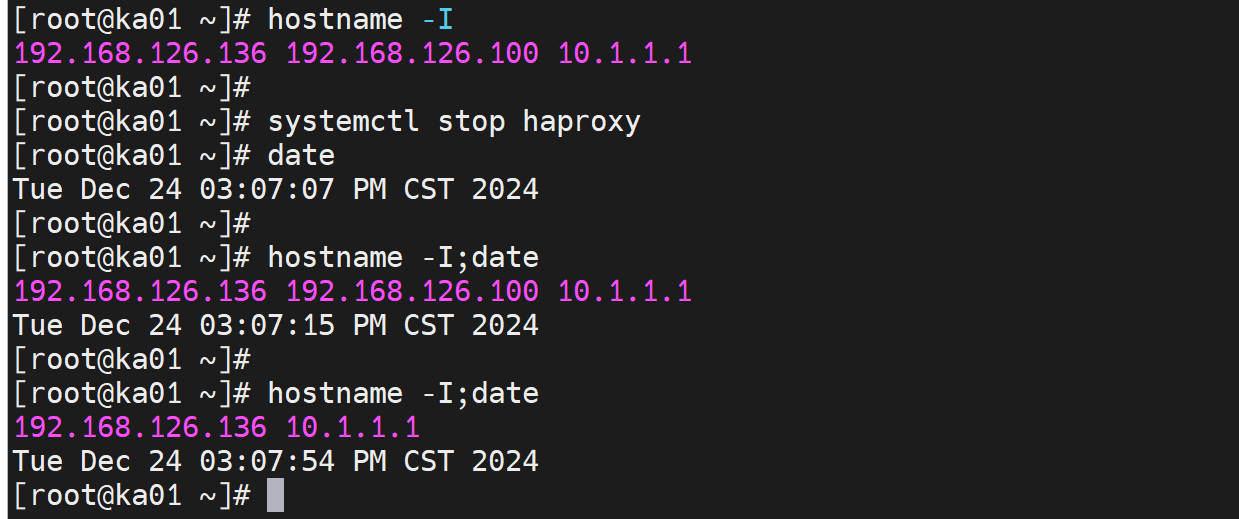 [root@ka01 ~]# hostname -I
192.168.126.136 192.168.126.100 10.1.1.1
[root@ka01 ~]#
[root@ka01 ~]# systemctl stop haproxy
[root@ka01 ~]# date
Tue Dec 24 03:07:07 PM CST 2024
[root@ka01 ~]#
[root@ka01 ~]# hostname -I;date
192.168.126.136 192.168.126.100 10.1.1.1
Tue Dec 24 03:07:15 PM CST 2024
[root@ka01 ~]#
[root@ka01 ~]# hostname -I;date
192.168.126.136 10.1.1.1
Tue Dec 24 03:07:54 PM CST 2024
[root@ka01 ~]#